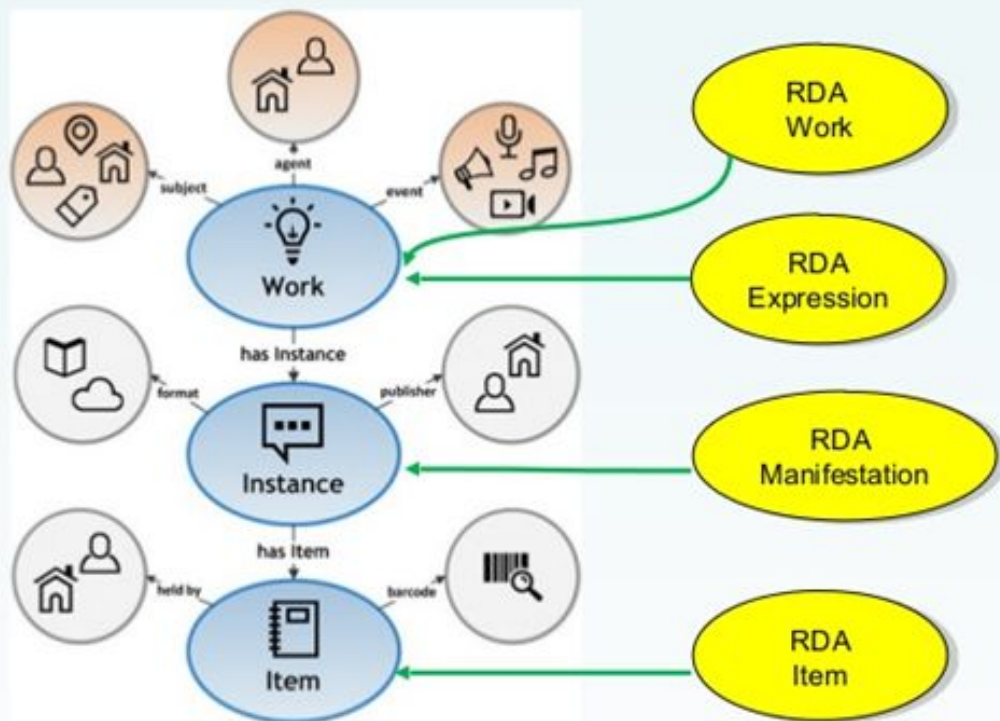 agent
subject
event
Work
has Instance
format
publisher
Instance
has Item
held by
barcode
Item
RDA
Work
RDA
Expression
RDA
Manifestation
RDA
Item